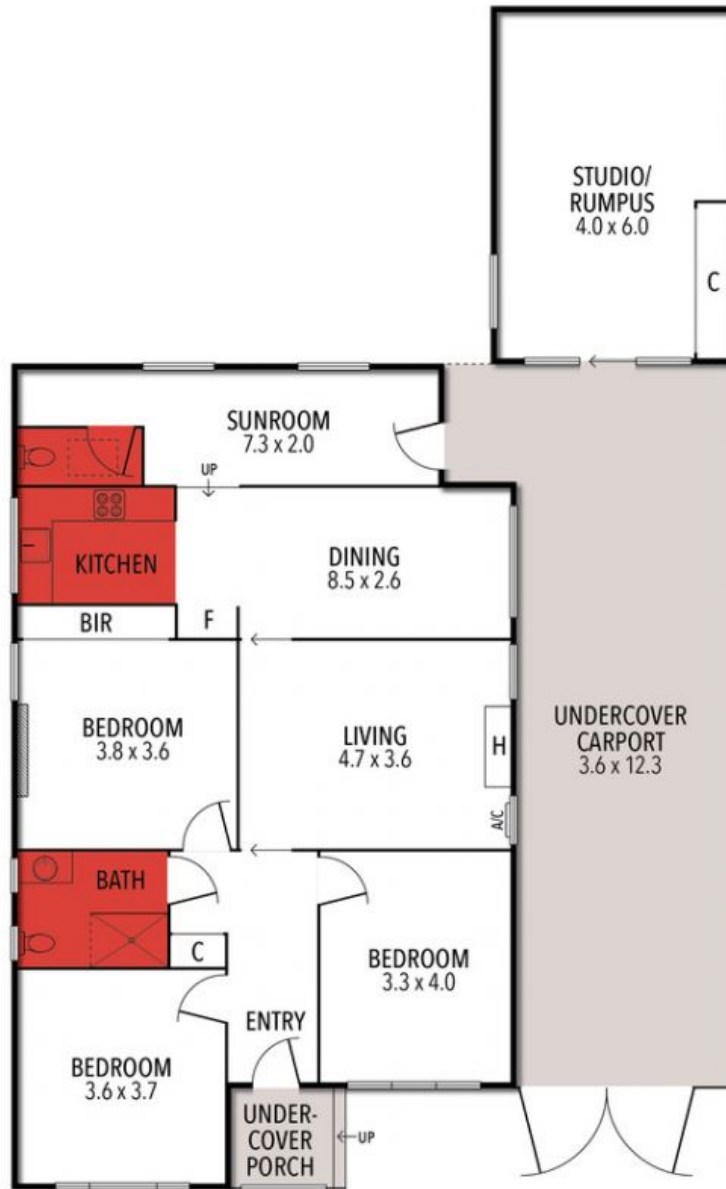 STUDIO/
RUMPUS
4.0 x 6.0
C
SUNROOM
7.3 x 2.0
UP
KITCHEN
DINING
8.5 x 2.6
BIR
F
BEDROOM
3.8 x 3.6
LIVING
4.7 x 3.6
H
A/C
UNDERCOVER
CARPORT
3.6 x 12.3
BATH
C
BEDROOM
3.3 x 4.0
ENTRY
BEDROOM
3.6 x 3.7
UNDER-
COVER
PORCH
UP